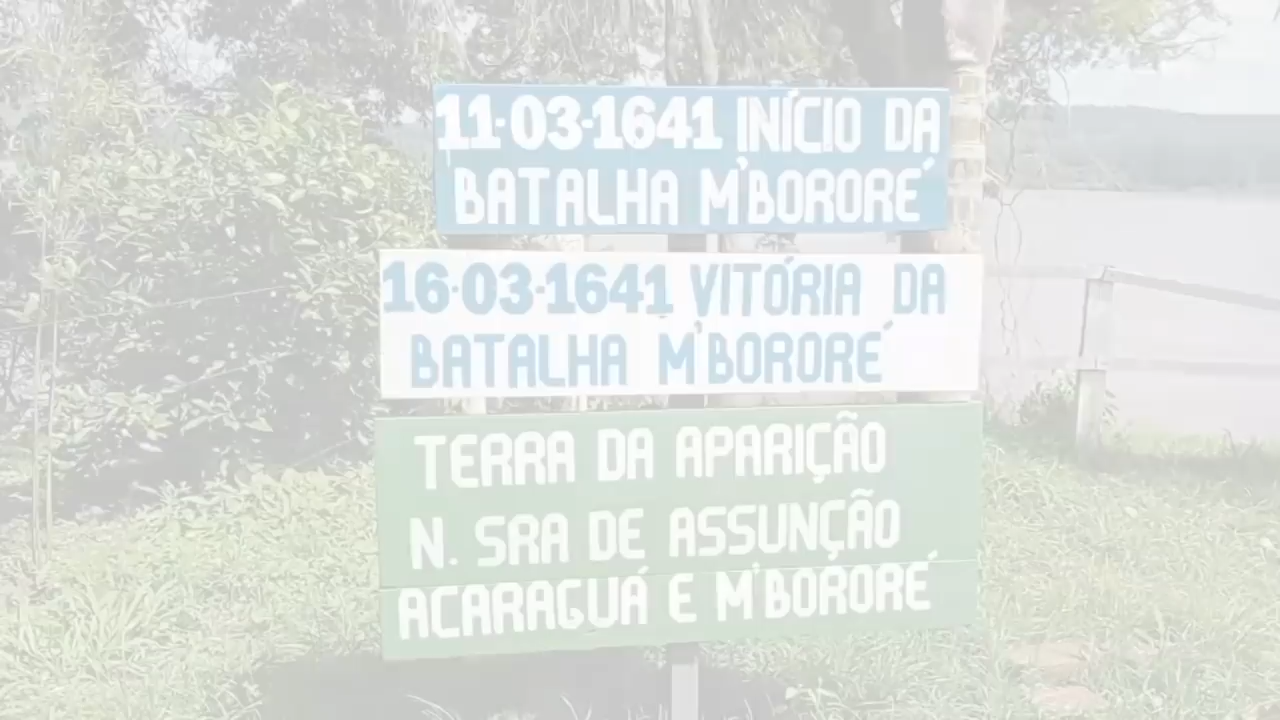 11·03·1641 INÍCIO DA
BATALHA M'BORORÉ
16·03·1641 VITÓRIA DA
BATALHA M'BORORÉ
TERRA DA APARIÇÃO
N. SRA DE ASSUNÇÃO
ACARAGUÁ E M'BORORÉ